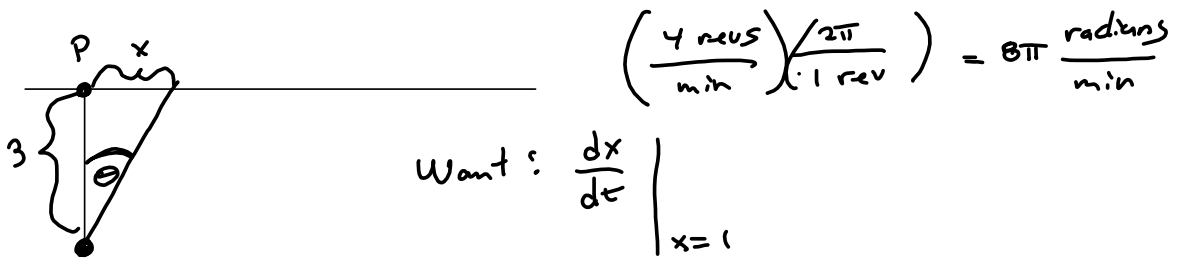 P x
(4 revs / min)(2π / 1 rev) = 8π radians / min
3
θ
Want: dx/dt | x=1